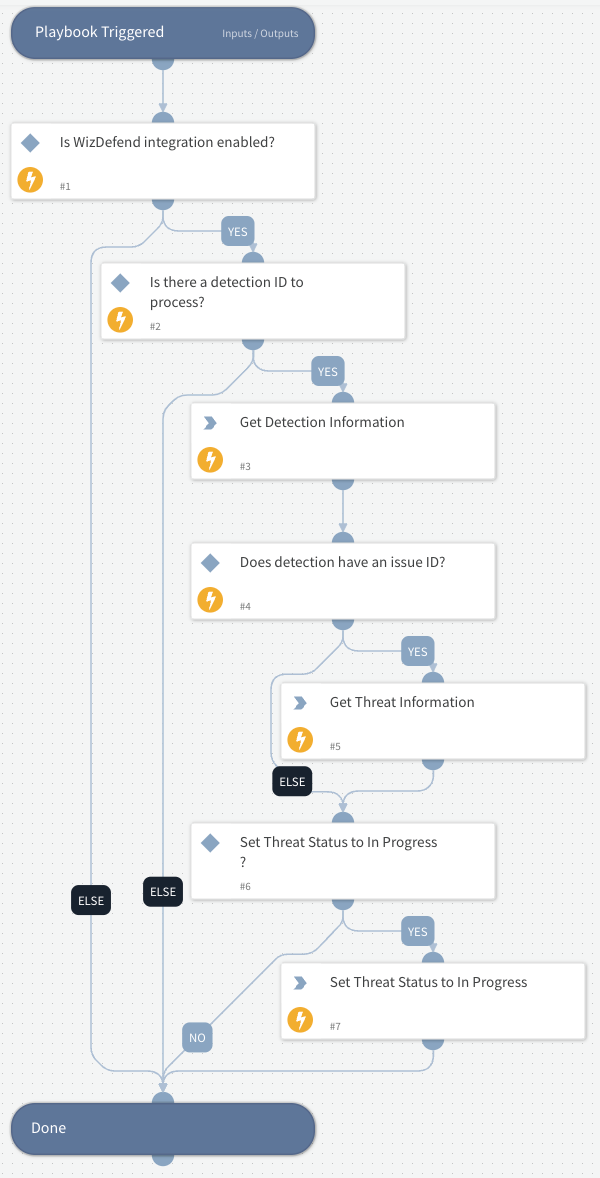 Playbook Triggered
Inputs / Outputs
Is WizDefend integration enabled?
#1
YES
Is there a detection ID to
process?
#2
YES
Get Detection Information
#3
Does detection have an issue ID?
#4
YES
Get Threat Information
#5
ELSE
Set Threat Status to In Progress
?
#6
ELSE
ELSE
YES
Set Threat Status to In Progress
#7
NO
Done